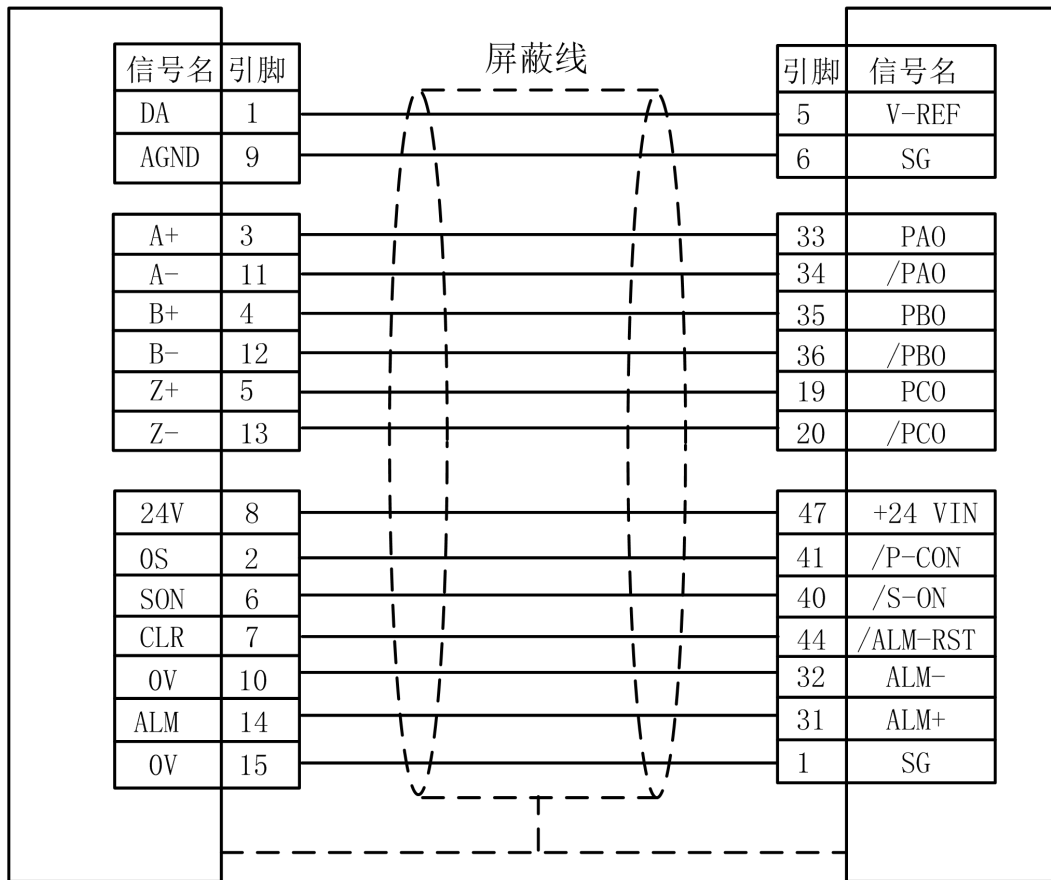 屏蔽线
信号名 引脚 引脚 信号名
DA 1 5 V-REF
AGND 9 6 SG
A+ 3 33 PAO
A- 11 34 /PAO
B+ 4 35 PBO
B- 12 36 /PBO
Z+ 5 19 PCO
Z- 13 20 /PCO
24V 8 47 +24 VIN
OS 2 41 /P-CON
SON 6 40 /S-ON
CLR 7 44 /ALM-RST
0V 10 32 ALM-
ALM 14 31 ALM+
0V 15 1 SG